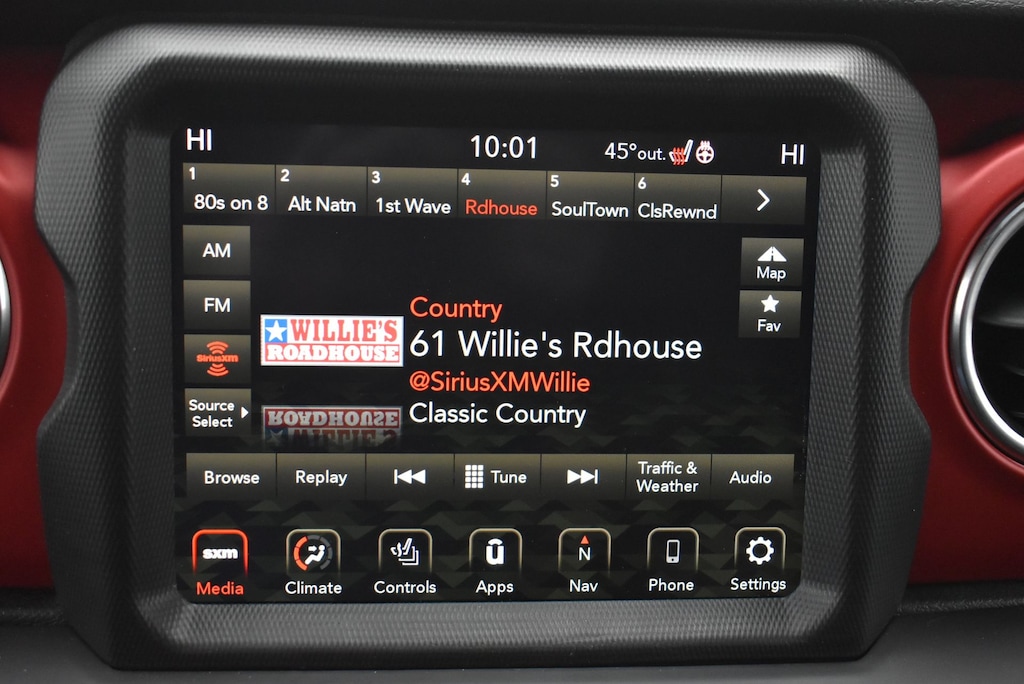 HI 10:01 45°out. HI
1 80s on 8
2 Alt Natn
3 1st Wave
4 Rdhouse
5 SoulTown
6 ClsRewnd
AM
FM
SiriusXM
Source
Select
Map
Fav
WILLIE'S
ROADHOUSE
Country
61 Willie's Rdhouse
@SiriusXMWillie
Classic Country
ROADHOUSE
WILLIE'S
Browse
Replay
Tune
Traffic &
Weather
Audio
sxm
Media
Climate
Controls
ū
Apps
N
Nav
Phone
Settings